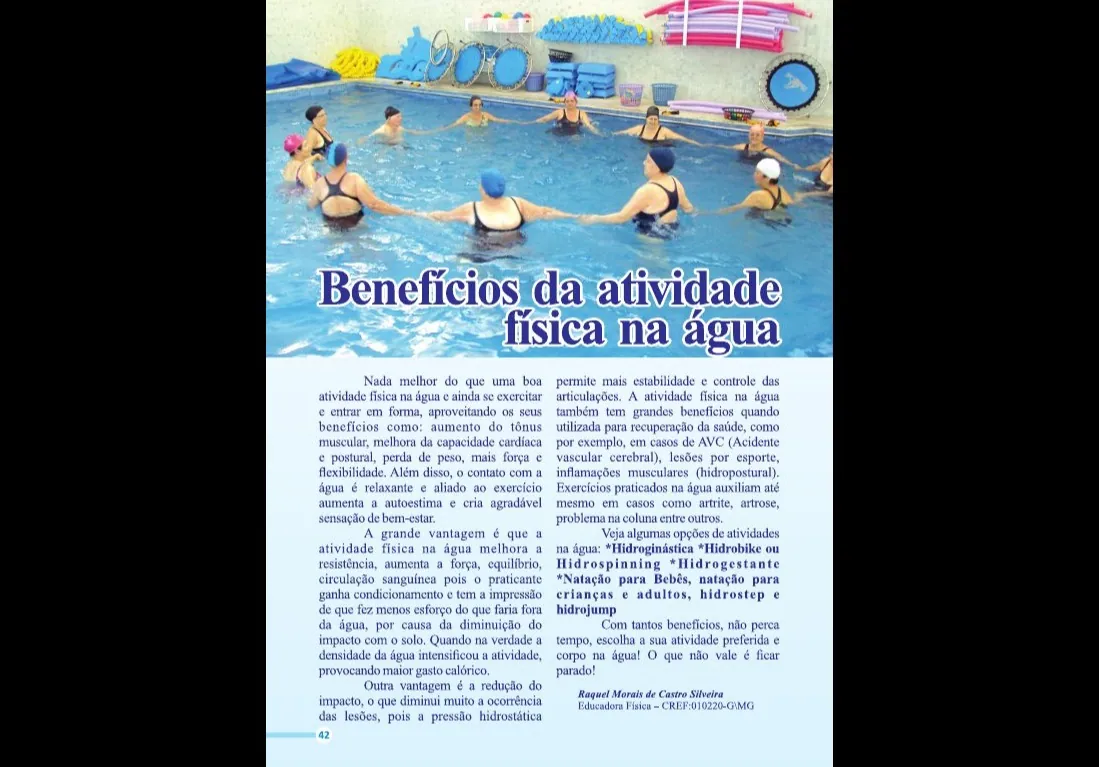 Benefícios da atividade
física na água
Nada melhor do que uma boa
atividade física na água e ainda se exercitar
e entrar em forma, aproveitando os seus
benefícios como: aumento do tônus
muscular, melhora da capacidade cardíaca
e postural, perda de peso, mais força e
flexibilidade. Além disso, o contato com a
água é relaxante e aliado ao exercício
aumenta a autoestima e cria agradável
sensação de bem-estar.
A grande vantagem é que a
atividade física na água melhora a
resistência, aumenta a força, equilíbrio,
circulação sanguínea pois o praticante
ganha condicionamento e tem a impressão
de que fez menos esforço do que faria fora
da água, por causa da diminuição do
impacto com o solo. Quando na verdade a
densidade da água intensificou a atividade,
provocando maior gasto calórico.
Outra vantagem é a redução do
impacto, o que diminui muito a ocorrência
das lesões, pois a pressão hidrostática
permite mais estabilidade e controle das
articulações. A atividade física na água
também tem grandes benefícios quando
utilizada para recuperação da saúde, como
por exemplo, em casos de AVC (Acidente
vascular cerebral), lesões por esporte,
inflamações musculares (hidropostural).
Exercícios praticados na água auxiliam até
mesmo em casos como artrite, artrose,
problema na coluna entre outros.
Veja algumas opções de atividades
na água: *Hidroginástica *Hidrobike ou
Hidrospinning *Hidrogestante
*Natação para Bebês, natação para
crianças e adultos, hidrostep e
hidrojump
Com tantos benefícios, não perca
tempo, escolha a sua atividade preferida e
corpo na água! O que não vale é ficar
parado!
Raquel Morais de Castro Silveira
Educadora Física – CREF:010220-G\MG
42